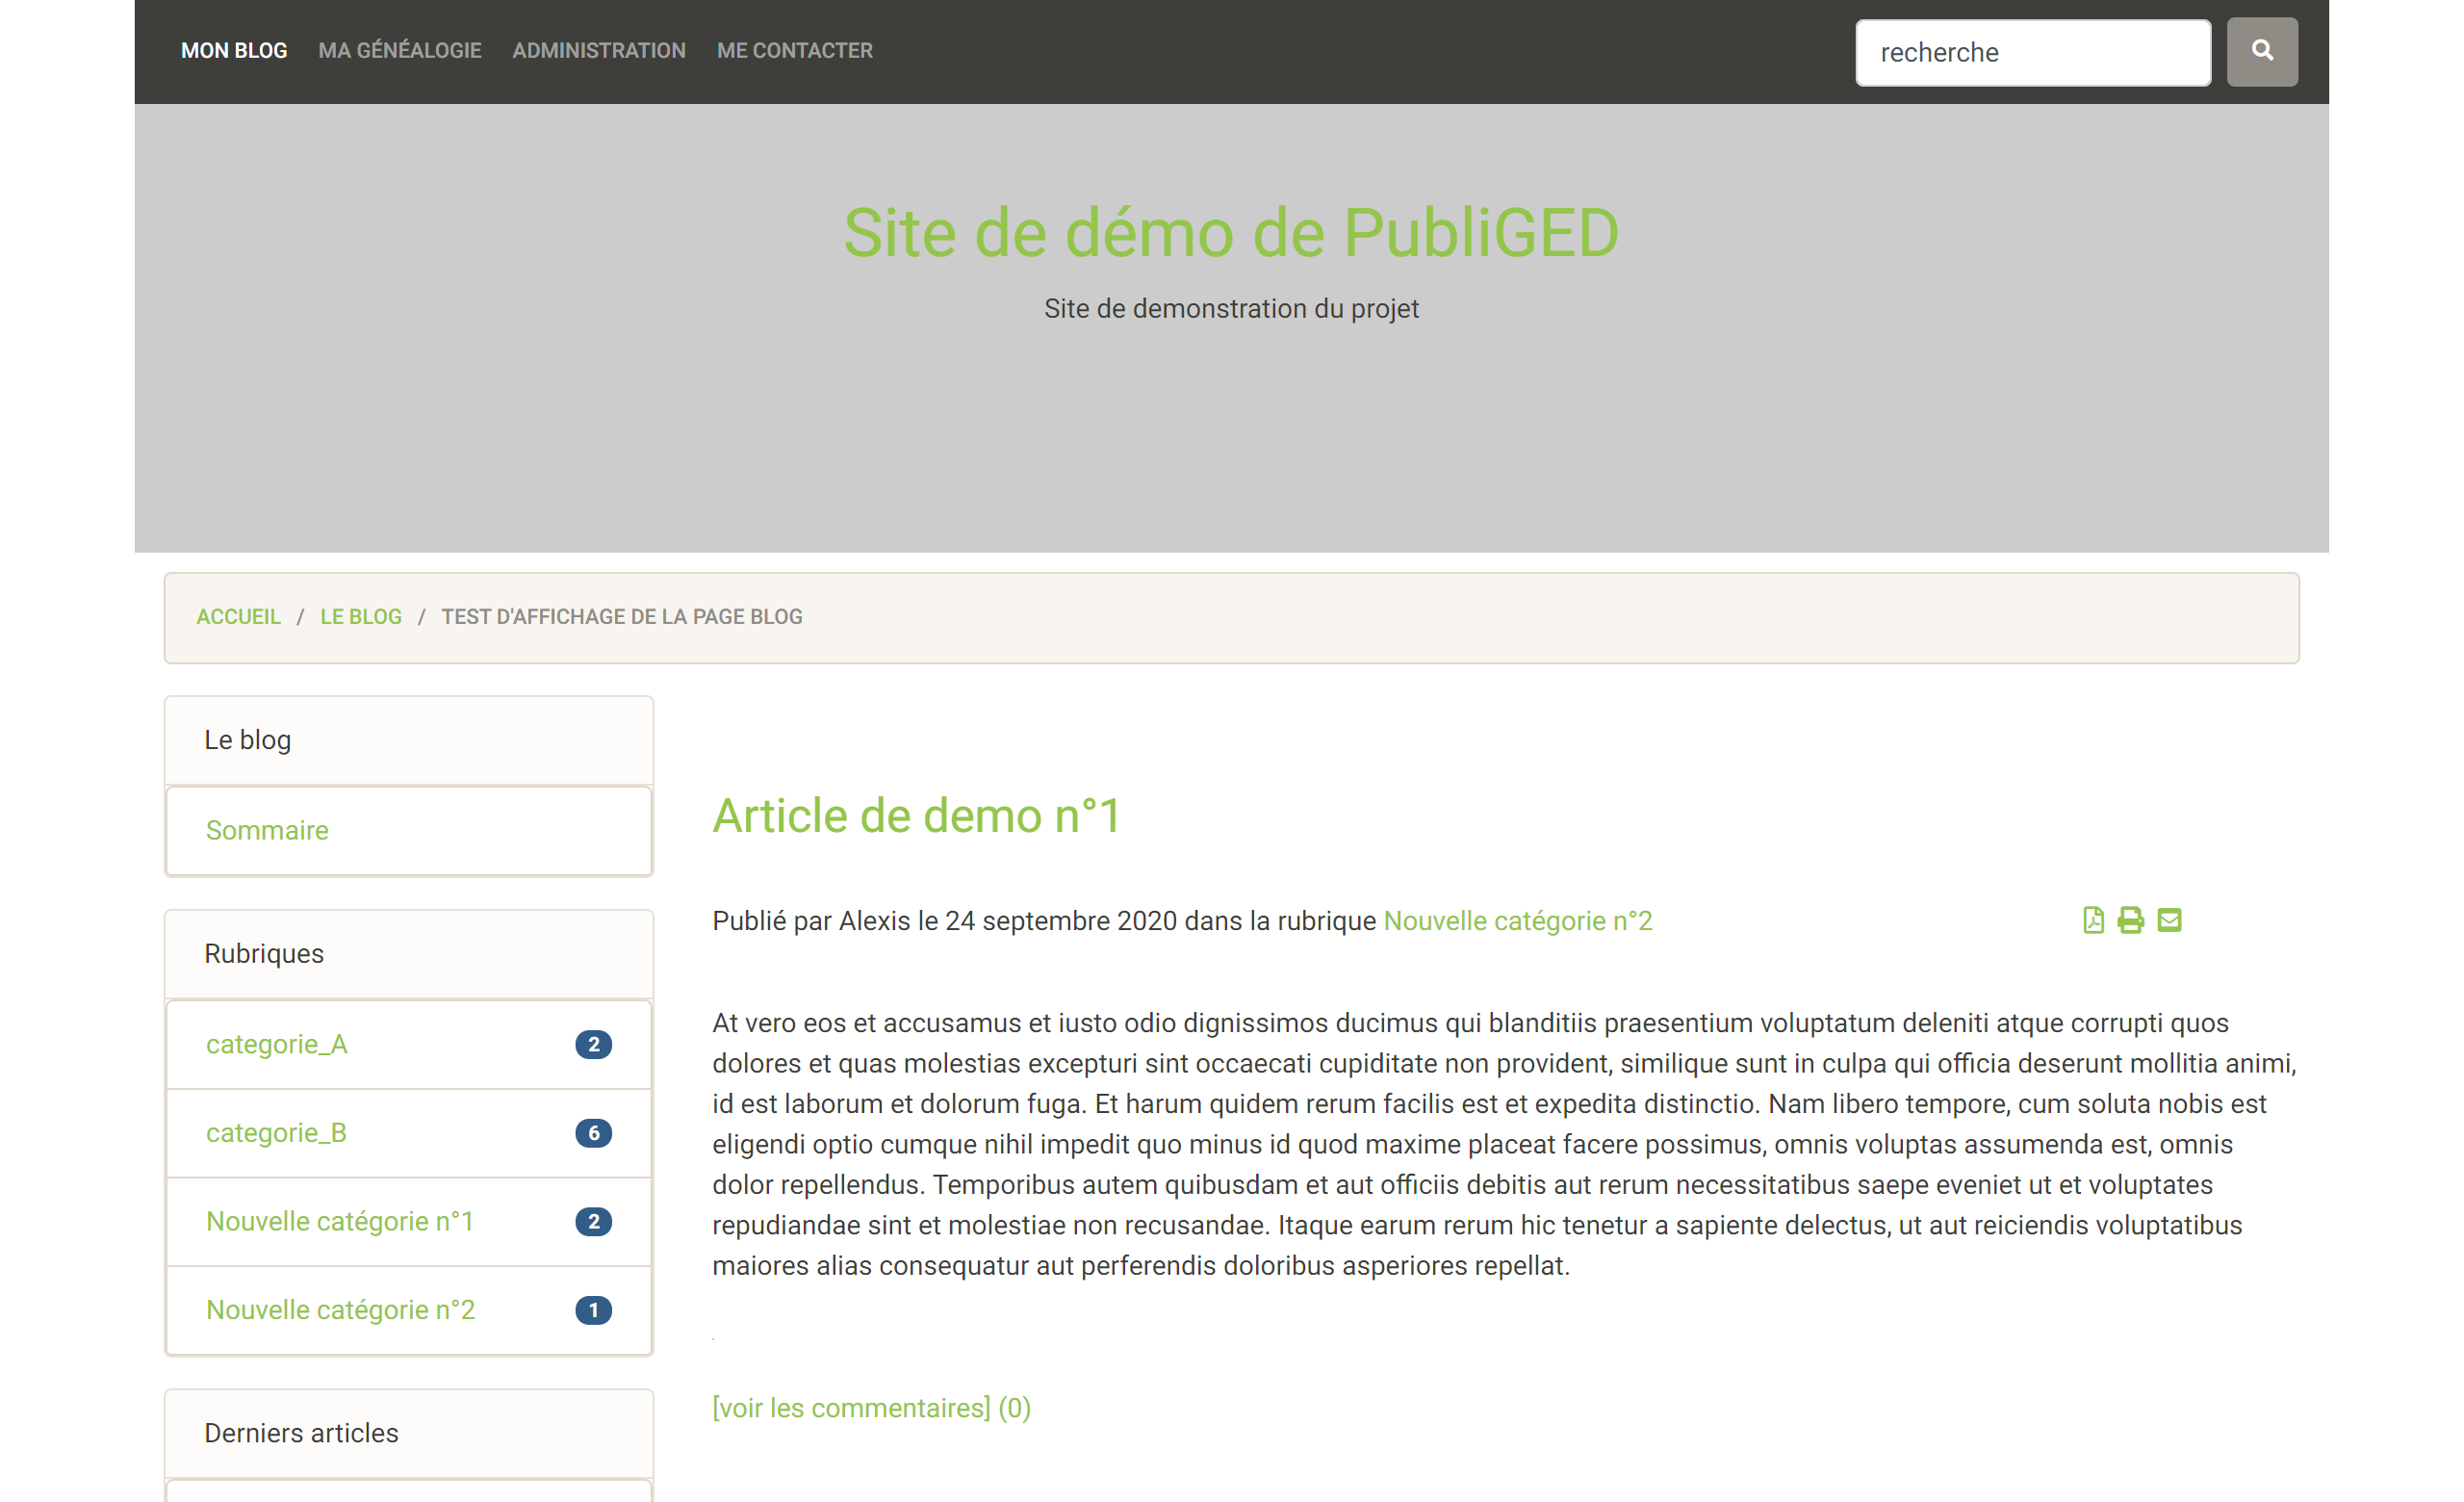 MON BLOG MA GÉNÉALOGIE ADMINISTRATION ME CONTACTER recherche
Site de démo de PubliGED
Site de demonstration du projet
ACCUEIL / LE BLOG / TEST D'AFFICHAGE DE LA PAGE BLOG
Le blog
Sommaire
Rubriques
categorie_A 2
categorie_B 6
Nouvelle catégorie n°1 2
Nouvelle catégorie n°2 1
Derniers articles
Article de demo n°1
Publié par Alexis le 24 septembre 2020 dans la rubrique Nouvelle catégorie n°2
At vero eos et accusamus et iusto odio dignissimos ducimus qui blanditiis praesentium voluptatum deleniti atque corrupti quos
dolores et quas molestias excepturi sint occaecati cupiditate non provident, similique sunt in culpa qui officia deserunt mollitia animi,
id est laborum et dolorum fuga. Et harum quidem rerum facilis est et expedita distinctio. Nam libero tempore, cum soluta nobis est
eligendi optio cumque nihil impedit quo minus id quod maxime placeat facere possimus, omnis voluptas assumenda est, omnis
dolor repellendus. Temporibus autem quibusdam et aut officiis debitis aut rerum necessitatibus saepe eveniet ut et voluptates
repudiandae sint et molestiae non recusandae. Itaque earum rerum hic tenetur a sapiente delectus, ut aut reiciendis voluptatibus
maiores alias consequatur aut perferendis doloribus asperiores repellat.
[voir les commentaires] (0)